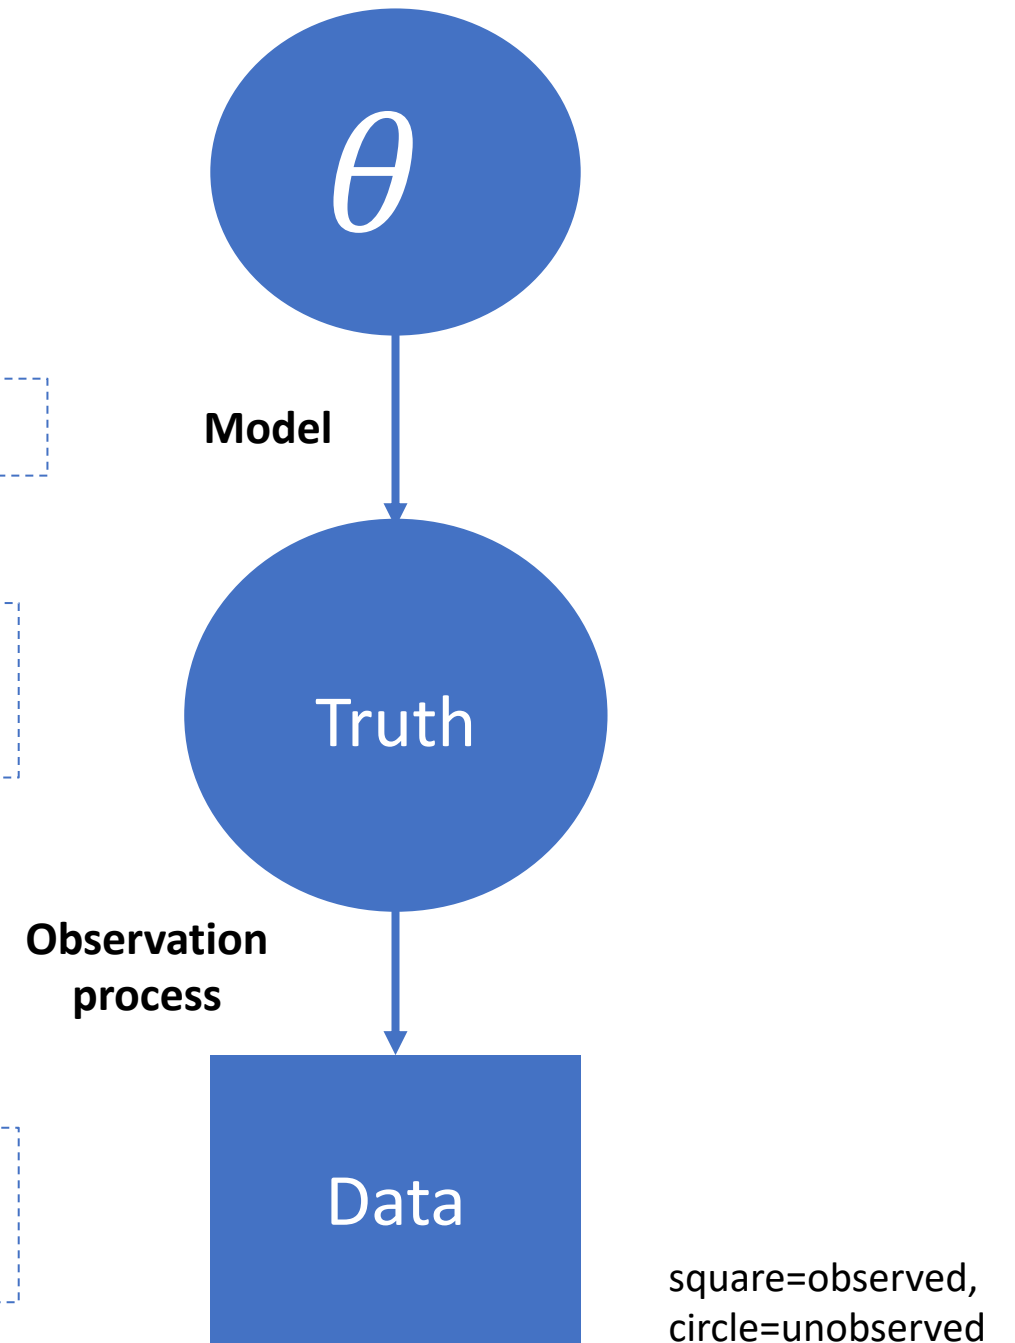 θ
Model
Truth
Observation
process
Data
square=observed,
circle=unobserved